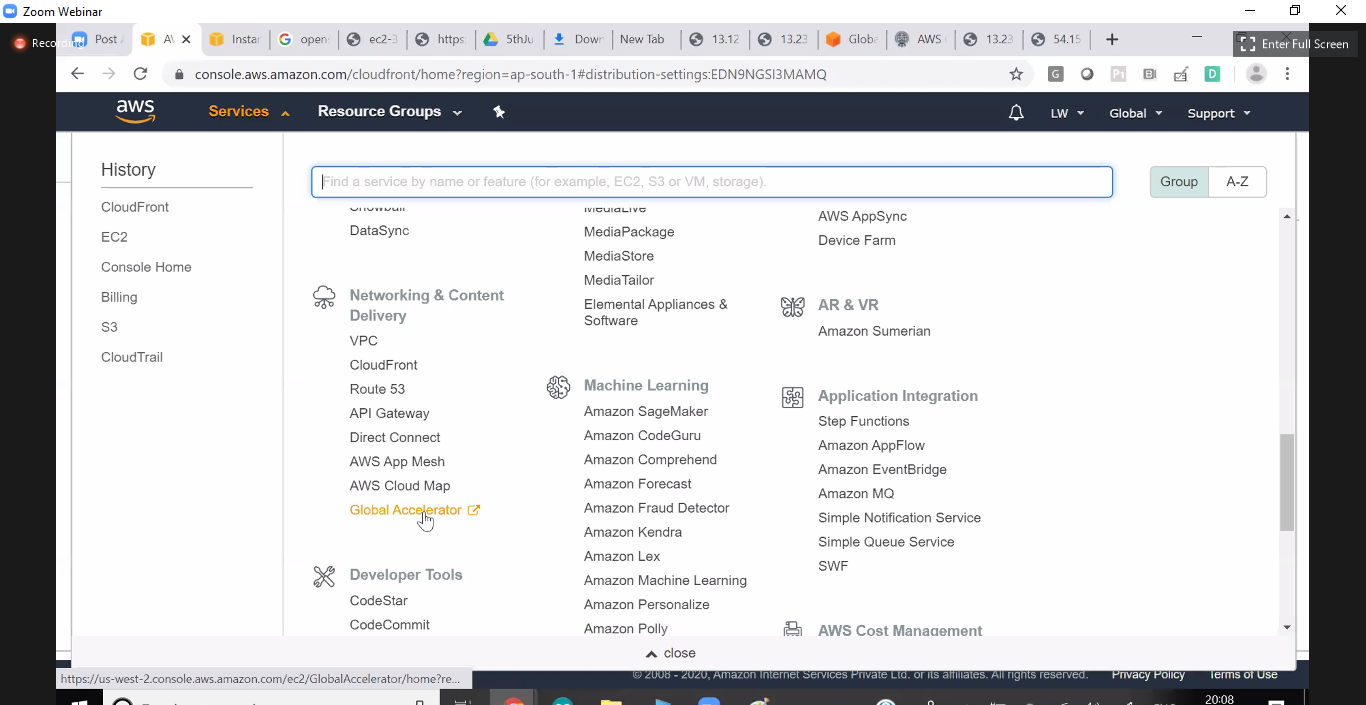 Zoom Webinar
Recording
Post
Instar
open
ec2-3
https:
5thJu
Down
New Tab
13.12
13.23
Globa
AWS
13.23
54.15
Enter Full Screen
console.aws.amazon.com/cloudfront/home?region=ap-south-1#distribution-settings:EDN9NGSI3MAMQ
aws
Services
Resource Groups
LW
Global
Support
History
CloudFront
EC2
Console Home
Billing
S3
CloudTrail
Find a service by name or feature (for example, EC2, S3 or VM, storage).
Group
A-Z
Snowball
DataSync
Networking & Content
Delivery
VPC
CloudFront
Route 53
API Gateway
Direct Connect
AWS App Mesh
AWS Cloud Map
Global Accelerator
Developer Tools
CodeStar
CodeCommit
MediaLive
MediaPackage
MediaStore
MediaTailor
Elemental Appliances &
Software
Machine Learning
Amazon SageMaker
Amazon CodeGuru
Amazon Comprehend
Amazon Forecast
Amazon Fraud Detector
Amazon Kendra
Amazon Lex
Amazon Machine Learning
Amazon Personalize
Amazon Polly
AWS AppSync
Device Farm
AR & VR
Amazon Sumerian
Application Integration
Step Functions
Amazon AppFlow
Amazon EventBridge
Amazon MQ
Simple Notification Service
Simple Queue Service
SWF
AWS Cost Management
close
https://us-west-2.console.aws.amazon.com/ec2/GlobalAccelerator/home?re...
© 2008 - 2020, Amazon Internet Services Private Ltd. or its affiliates. All rights reserved.
Privacy Policy
Terms of Use
20:08